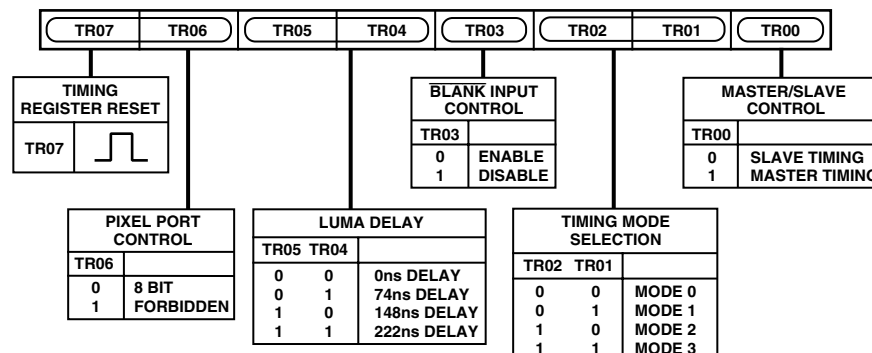 TR07 TR06 TR05 TR04 TR03 TR02 TR01 TR00
TIMING
REGISTER RESET
TR07
BLANK INPUT
CONTROL
TR03
0 ENABLE
1 DISABLE
MASTER/SLAVE
CONTROL
TR00
0 SLAVE TIMING
1 MASTER TIMING
PIXEL PORT
CONTROL
TR06
0 8 BIT
1 FORBIDDEN
LUMA DELAY
TR05 TR04
0 0 0ns DELAY
0 1 74ns DELAY
1 0 148ns DELAY
1 1 222ns DELAY
TIMING MODE
SELECTION
TR02 TR01
0 0 MODE 0
0 1 MODE 1
1 0 MODE 2
1 1 MODE 3